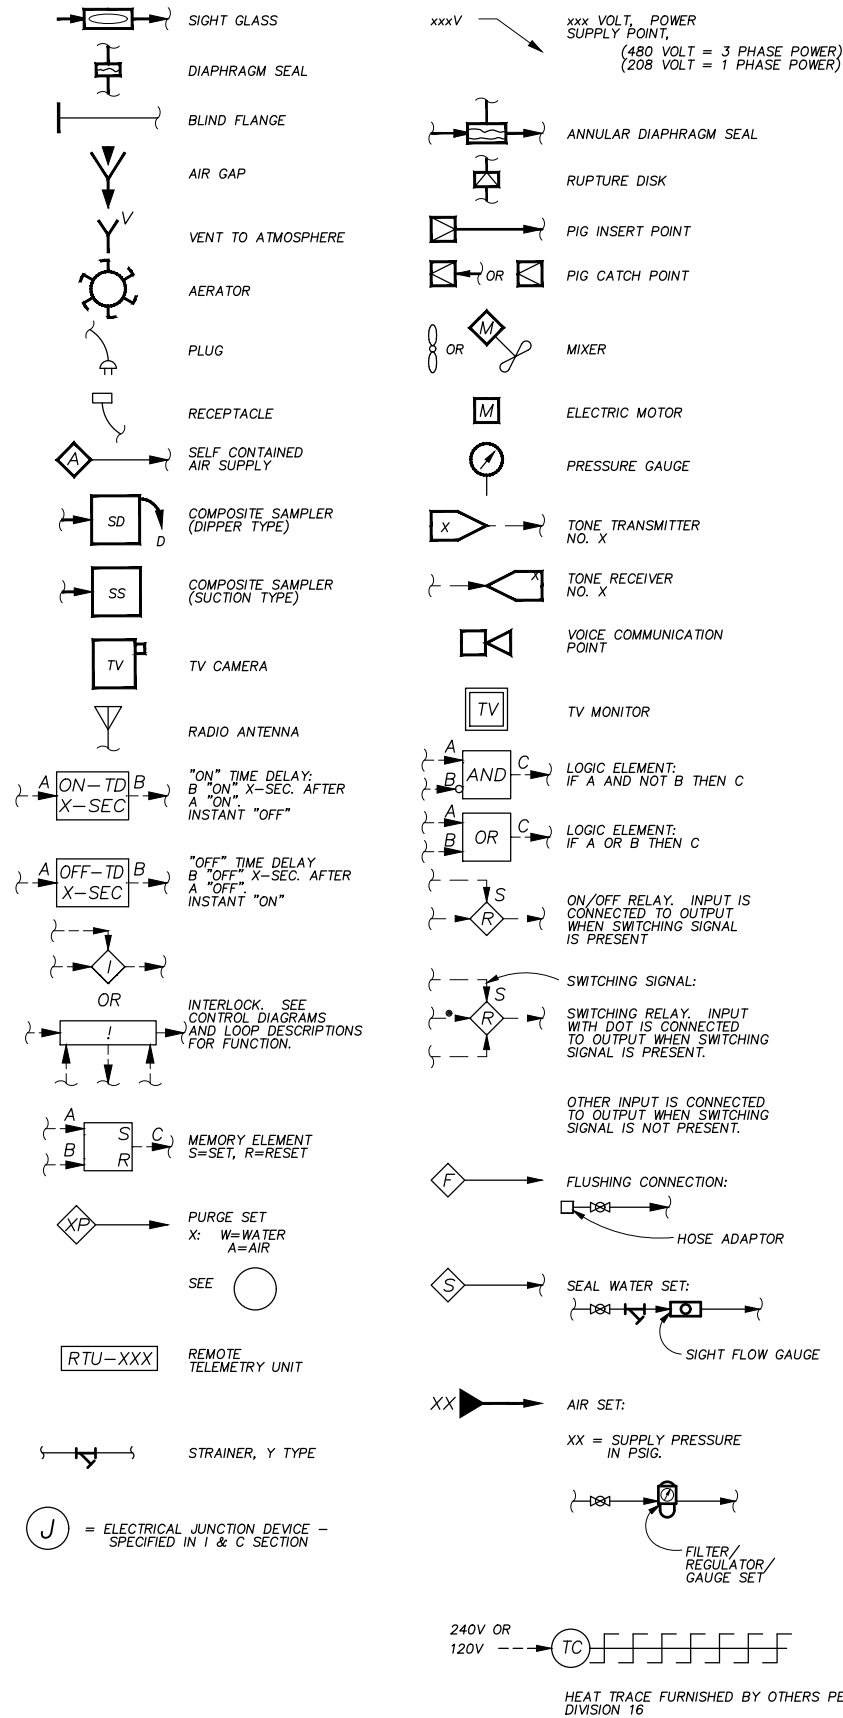 SIGHT GLASS
DIAPHRAGM SEAL
BLIND FLANGE
AIR GAP
V
VENT TO ATMOSPHERE
AERATOR
PLUG
RECEPTACLE
A
SELF CONTAINED
AIR SUPPLY
SD
D
COMPOSITE SAMPLER
(DIPPER TYPE)
SS
COMPOSITE SAMPLER
(SUCTION TYPE)
TV
TV CAMERA
RADIO ANTENNA
A
ON-TD
X-SEC
B
"ON" TIME DELAY:
B "ON" X-SEC. AFTER
A "ON".
INSTANT "OFF"
A
OFF-TD
X-SEC
B
"OFF" TIME DELAY
B "OFF" X-SEC. AFTER
A "OFF".
INSTANT "ON"
I
OR
!
INTERLOCK. SEE
CONTROL DIAGRAMS
AND LOOP DESCRIPTIONS
FOR FUNCTION.
A
B
S
R
C
MEMORY ELEMENT
S=SET, R=RESET
XP
PURGE SET
X: W=WATER
A=AIR
SEE
RTU-XXX
REMOTE
TELEMETRY UNIT
STRAINER, Y TYPE
J
= ELECTRICAL JUNCTION DEVICE -
SPECIFIED IN I & C SECTION
xxxV
xxx VOLT, POWER
SUPPLY POINT,
(480 VOLT = 3 PHASE POWER)
(208 VOLT = 1 PHASE POWER)
ANNULAR DIAPHRAGM SEAL
RUPTURE DISK
PIG INSERT POINT
OR
PIG CATCH POINT
OR
M
MIXER
M
ELECTRIC MOTOR
PRESSURE GAUGE
X
TONE TRANSMITTER
NO. X
X
TONE RECEIVER
NO. X
VOICE COMMUNICATION
POINT
TV
TV MONITOR
A
B
AND
C
LOGIC ELEMENT:
IF A AND NOT B THEN C
A
B
OR
C
LOGIC ELEMENT:
IF A OR B THEN C
S
R
ON/OFF RELAY. INPUT IS
CONNECTED TO OUTPUT
WHEN SWITCHING SIGNAL
IS PRESENT
SWITCHING SIGNAL:
S
R
SWITCHING RELAY. INPUT
WITH DOT IS CONNECTED
TO OUTPUT WHEN SWITCHING
SIGNAL IS PRESENT.
OTHER INPUT IS CONNECTED
TO OUTPUT WHEN SWITCHING
SIGNAL IS NOT PRESENT.
F
FLUSHING CONNECTION:
HOSE ADAPTOR
S
SEAL WATER SET:
SIGHT FLOW GAUGE
XX
AIR SET:
XX = SUPPLY PRESSURE
IN PSIG.
FILTER/
REGULATOR/
GAUGE SET
240V OR
120V
TC
HEAT TRACE FURNISHED BY OTHERS PE
DIVISION 16